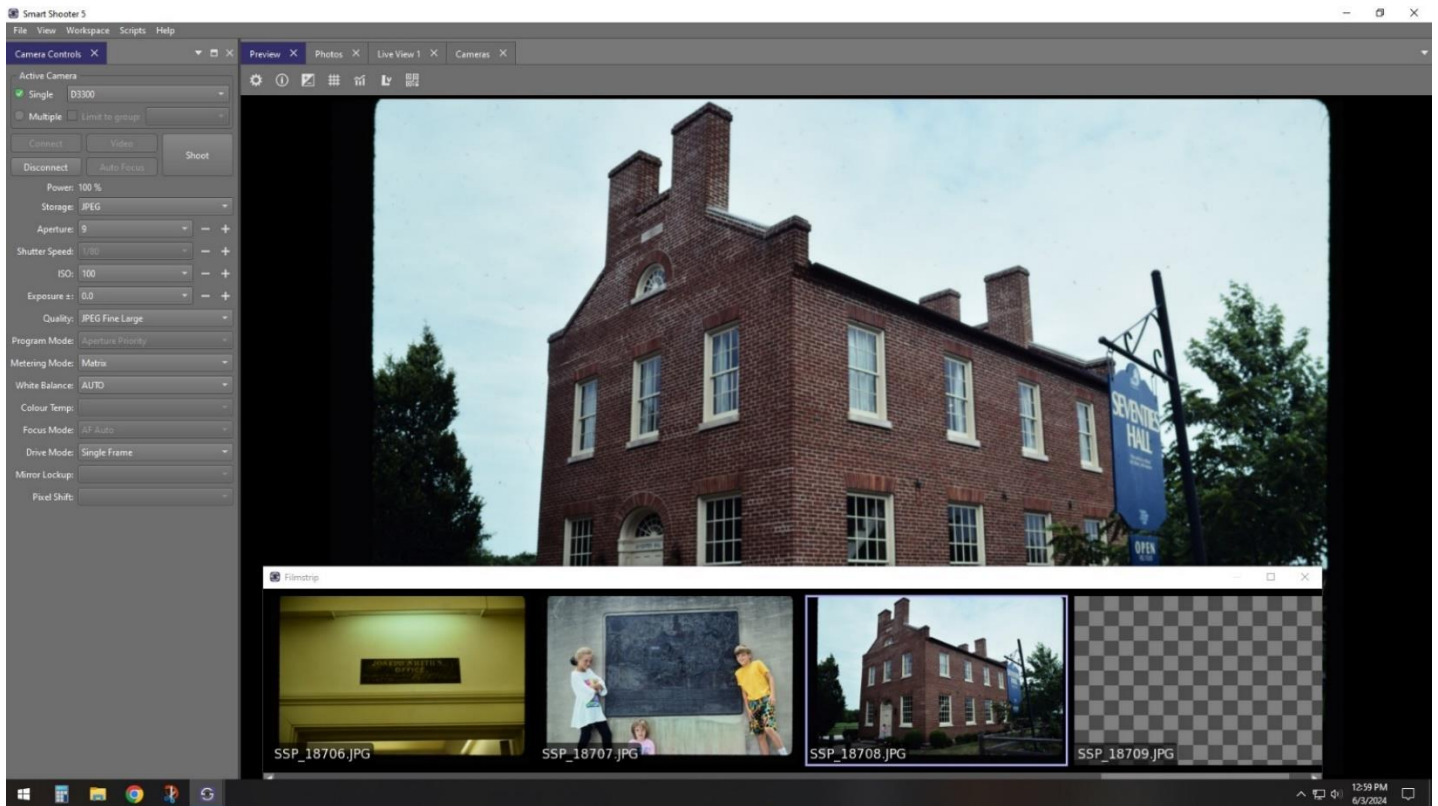 Smart Shooter 5
File View Workspace Scripts Help
Camera Controls
Preview Photos Live View 1 Cameras
Active Camera
Single D3300
Multiple Limit to group:
Connect Video
Shoot
Disconnect Auto Focus
Power: 100 %
Storage: JPEG
Aperture: 9
Shutter Speed: 1/80
ISO: 100
Exposure ±: 0.0
Quality: JPEG Fine Large
Program Mode: Aperture Priority
Metering Mode: Matrix
White Balance: AUTO
Colour Temp:
Focus Mode: AF Auto
Drive Mode: Single Frame
Mirror Lockup:
Pixel Shift:
SEVENTIES
HALL
OPEN
Filmstrip
JOSEPH SMITH'S
OFFICE
SSP_18706.JPG
SSP_18707.JPG
SSP_18708.JPG
SSP_18709.JPG
12:59 PM
6/3/2024